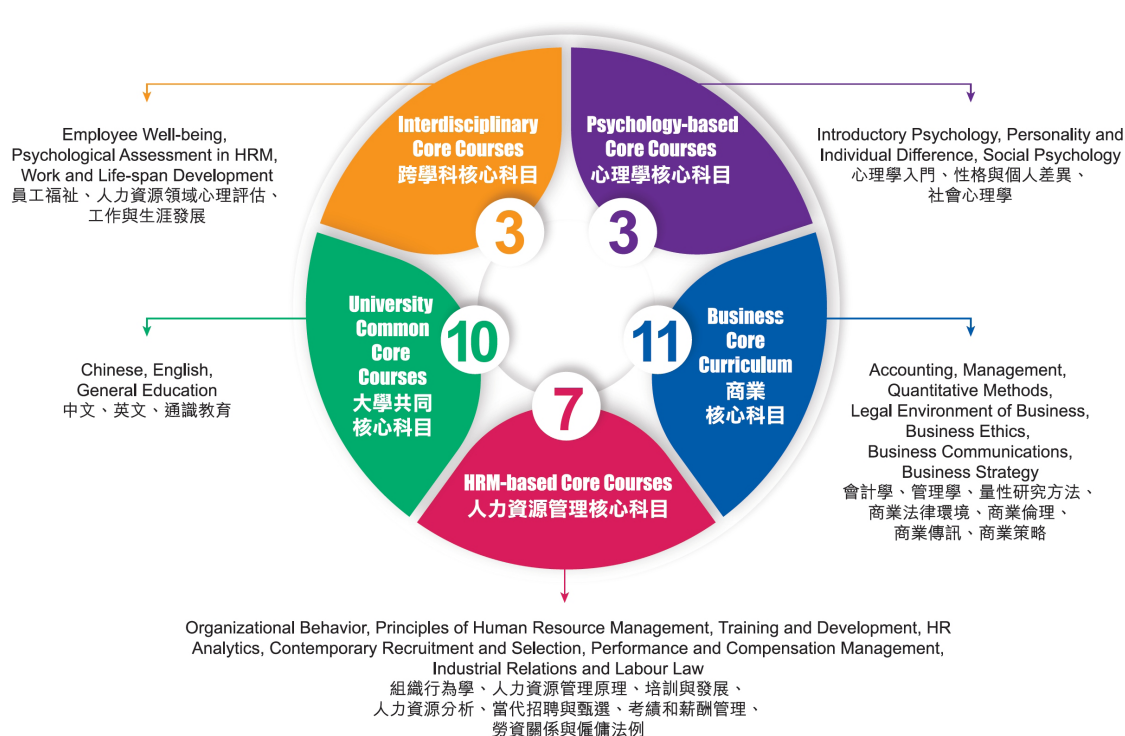 Interdisciplinary
Core Courses
跨學科核心科目
3
Employee Well-being,
Psychological Assessment in HRM,
Work and Life-span Development
員工福祉、人力資源領域心理評估、
工作與生涯發展
Psychology-based
Core Courses
心理學核心科目
3
Introductory Psychology, Personality and
Individual Difference, Social Psychology
心理學入門、性格與個人差異、
社會心理學
University
Common
Core
Courses
大學共同
核心科目
10
Chinese, English,
General Education
中文、英文、通識教育
Business
Core
Curriculum
商業
核心科目
11
Accounting, Management,
Quantitative Methods,
Legal Environment of Business,
Business Ethics,
Business Communications,
Business Strategy
會計學、管理學、量性研究方法、
商業法律環境、商業倫理、
商業傳訊、商業策略
7
HRM-based Core Courses
人力資源管理核心科目
Organizational Behavior, Principles of Human Resource Management, Training and Development, HR
Analytics, Contemporary Recruitment and Selection, Performance and Compensation Management,
Industrial Relations and Labour Law
組織行為學、人力資源管理原理、培訓與發展、
人力資源分析、當代招聘與甄選、考績和薪酬管理、
勞資關係與僱傭法例